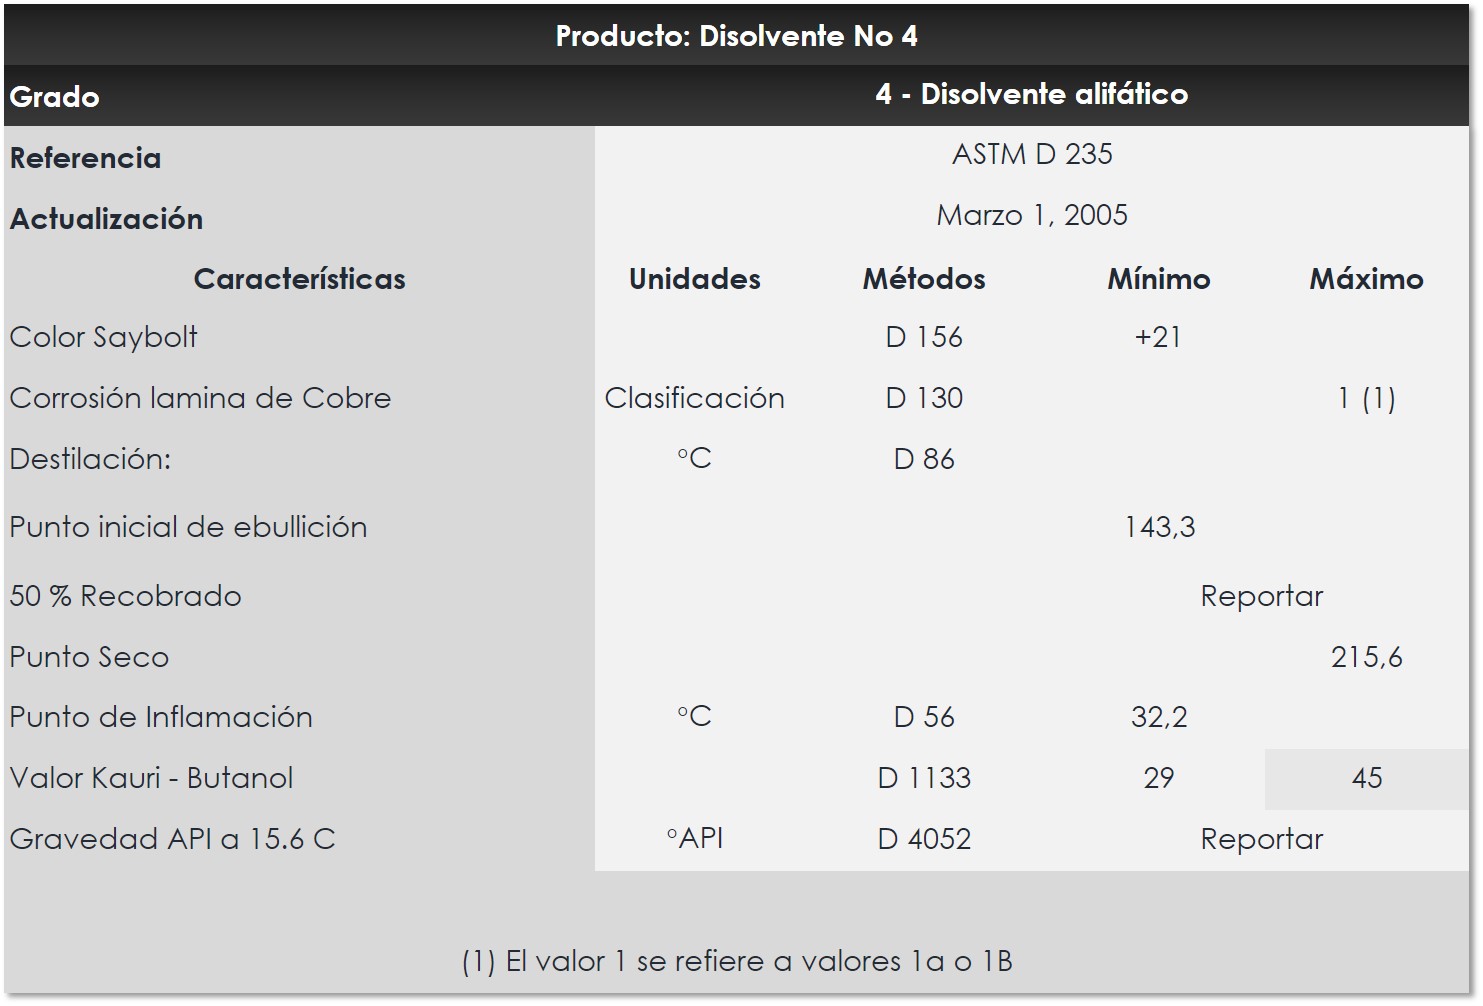 Producto: Disolvente No 4
Grado 4 - Disolvente alifático
Referencia ASTM D 235
Actualización Marzo 1, 2005
Características Unidades Métodos Mínimo Máximo
Color Saybolt D 156 +21
Corrosión lamina de Cobre Clasificación D 130 1 (1)
Destilación: °C D 86
Punto inicial de ebullición 143,3
50 % Recobrado Reportar
Punto Seco 215,6
Punto de Inflamación °C D 56 32,2
Valor Kauri - Butanol D 1133 29 45
Gravedad API a 15.6 C °API D 4052 Reportar
(1) El valor 1 se refiere a valores 1a o 1B